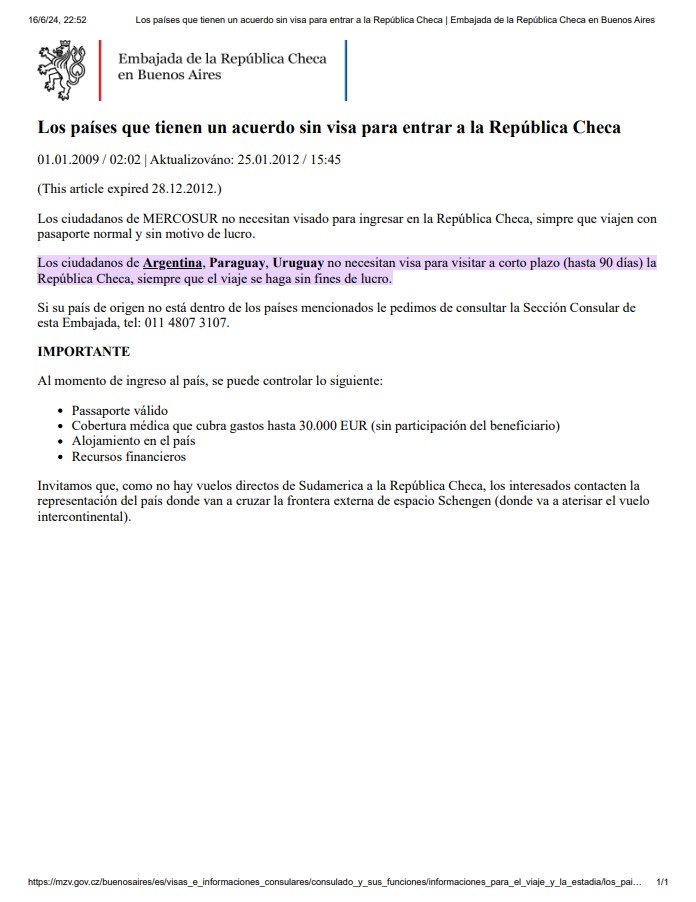 16/6/24, 22:52 Los países que tienen un acuerdo sin visa para entrar a la República Checa | Embajada de la República Checa en Buenos Aires
Embajada de la República Checa
en Buenos Aires
Los países que tienen un acuerdo sin visa para entrar a la República Checa
01.01.2009 / 02:02 | Aktualizováno: 25.01.2012 / 15:45
(This article expired 28.12.2012.)
Los ciudadanos de MERCOSUR no necesitan visado para ingresar en la República Checa, simpre que viajen con
pasaporte normal y sin motivo de lucro.
Los ciudadanos de Argentina, Paraguay, Uruguay no necesitan visa para visitar a corto plazo (hasta 90 días) la
República Checa, siempre que el viaje se haga sin fines de lucro.
Si su país de origen no está dentro de los países mencionados le pedimos de consultar la Sección Consular de
esta Embajada, tel: 011 4807 3107.
IMPORTANTE
Al momento de ingreso al país, se puede controlar lo siguiente:
• Passaporte válido
• Cobertura médica que cubra gastos hasta 30.000 EUR (sin participación del beneficiario)
• Alojamiento en el país
• Recursos financieros
Invitamos que, como no hay vuelos directos de Sudamerica a la República Checa, los interesados contacten la
representación del país donde van a cruzar la frontera externa de espacio Schengen (donde va a aterisar el vuelo
intercontinental).
https://mzv.gov.cz/buenosaires/es/visas_e_informaciones_consulares/consulado_y_sus_funciones/informaciones_para_el_viaje_y_la_estadia/los_pai… 1/1